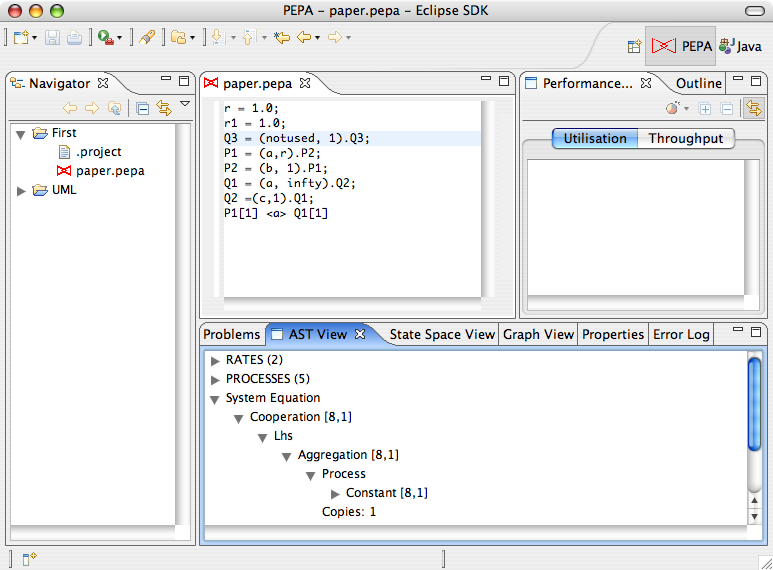 PEPA - paper.pepa - Eclipse SDK
PEPA Java
Navigator
First
.project
paper.pepa
UML
paper.pepa
r = 1.0;
r1 = 1.0;
Q3 = (notused, 1).Q3;
P1 = (a,r).P2;
P2 = (b, 1).P1;
Q1 = (a, infty).Q2;
Q2 =(c,1).Q1;
P1[1] <a> Q1[1]
Performance... Outline
Utilisation Throughput
Problems AST View State Space View Graph View Properties Error Log
RATES (2)
PROCESSES (5)
System Equation
Cooperation [8,1]
Lhs
Aggregation [8,1]
Process
Constant [8,1]
Copies: 1